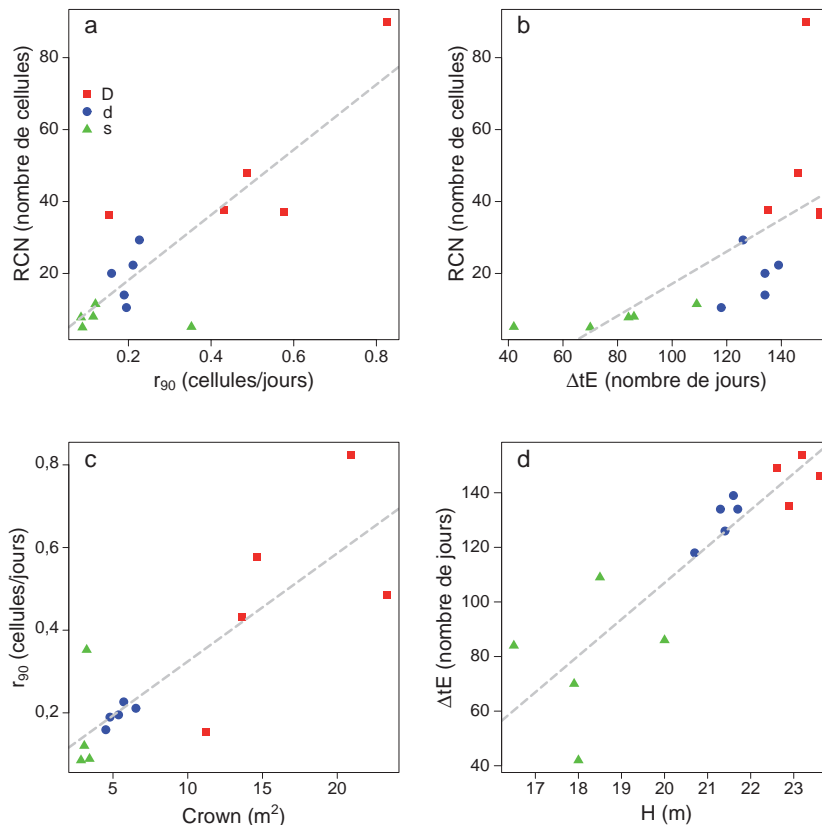 a
RCN (nombre de cellules)
80
60
40
20
D
d
s
0.2 0.4 0.6 0.8
r90 (cellules/jours)
b
RCN (nombre de cellules)
80
60
40
20
40 60 80 100 120 140
ΔtE (nombre de jours)
c
r90 (cellules/jours)
0,8
0,6
0,4
0,2
5 10 15 20
Crown (m²)
d
ΔtE (nombre de jours)
140
120
100
80
60
40
17 18 19 20 21 22 23
H (m)